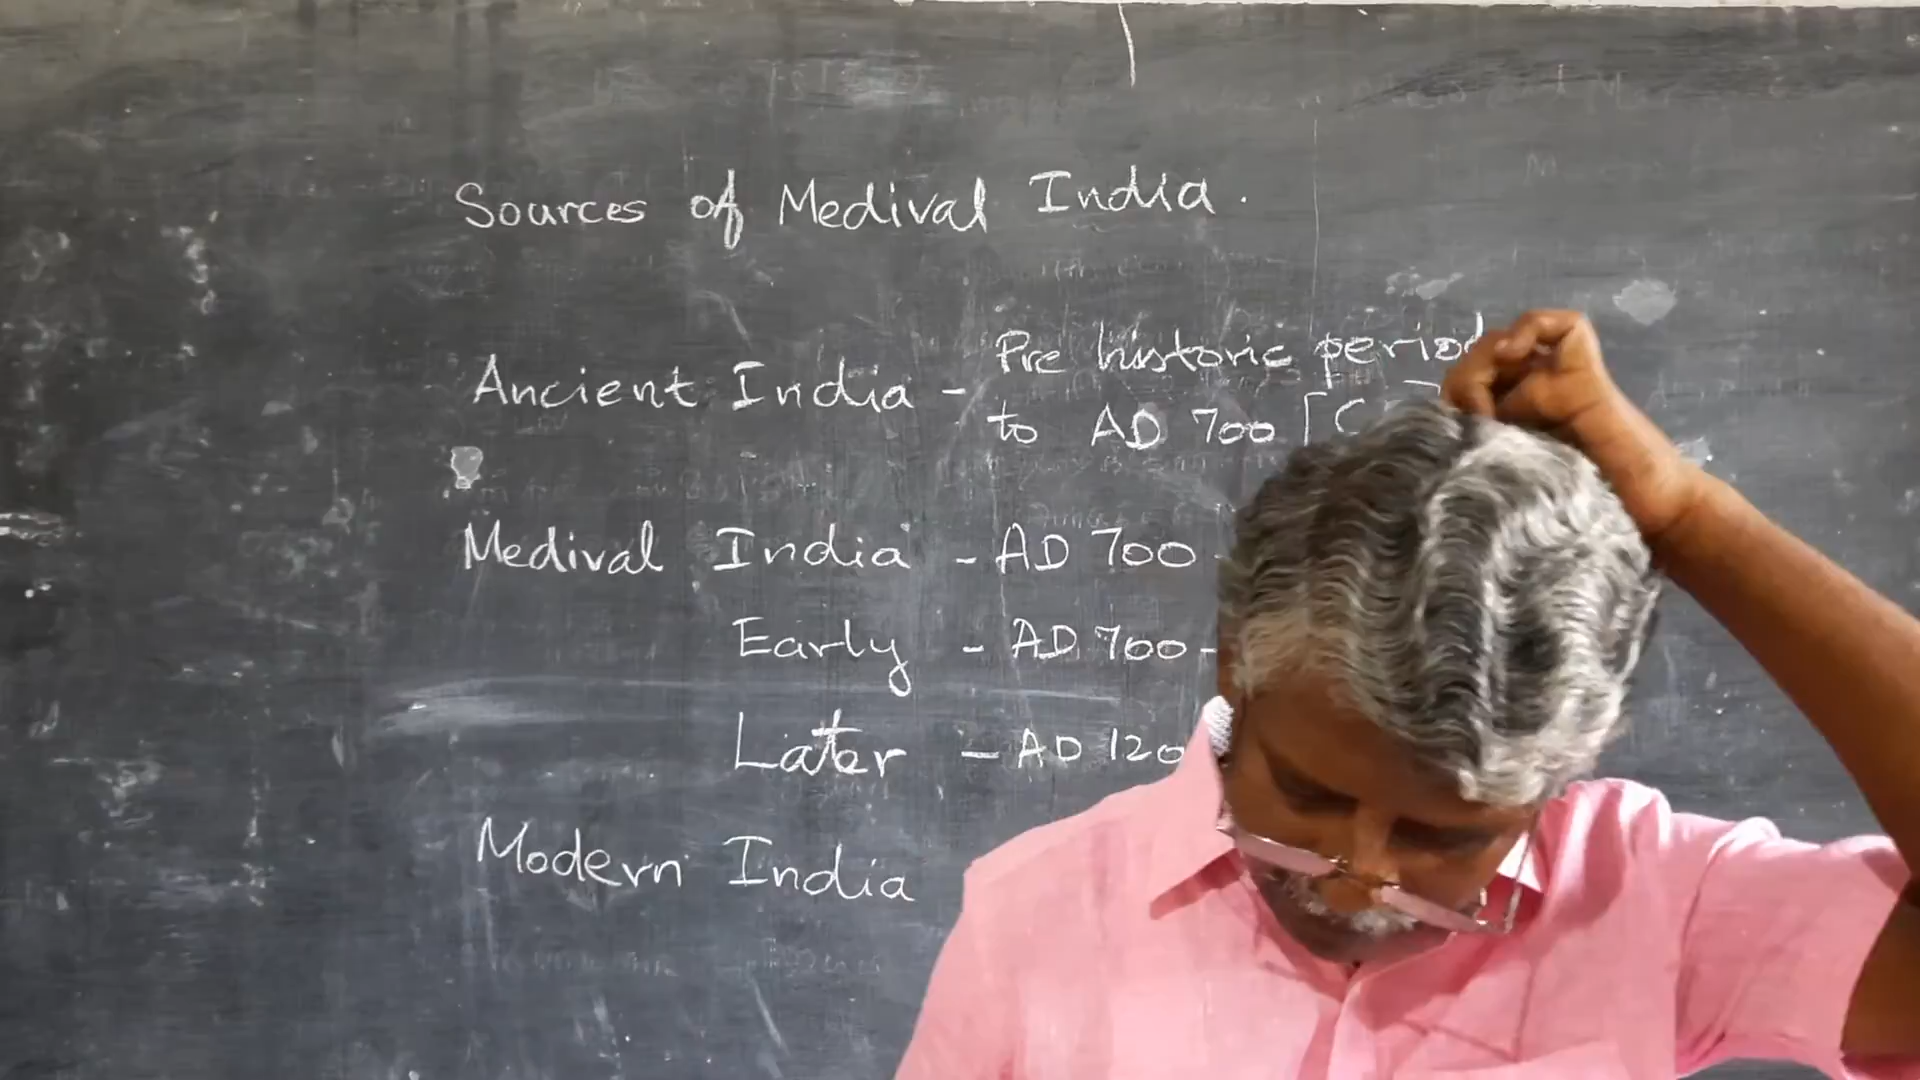 Sources of Medival India.
Ancient India - Pre historic period
to AD 700 [C
Medival India - AD 700 -
Early - AD 700 -
Later - AD 120
Modern India